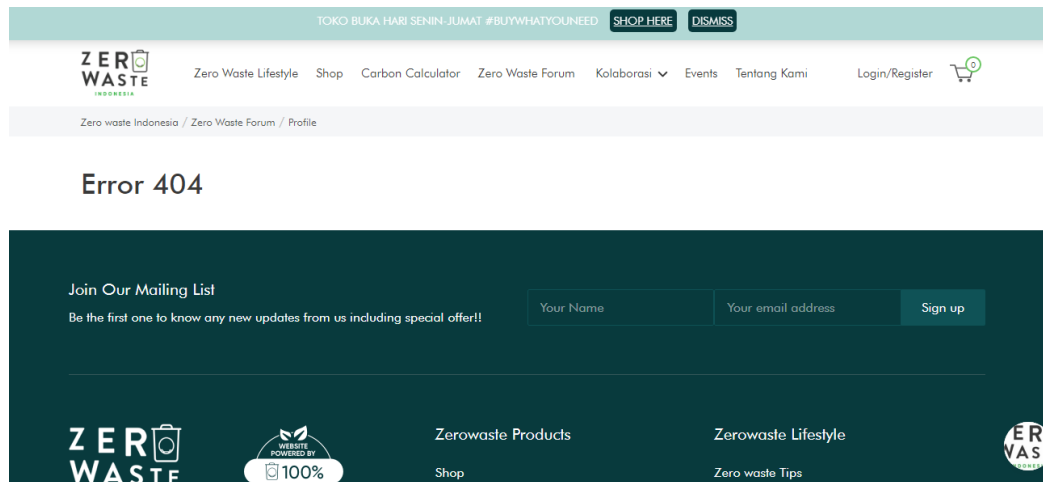 TOKO BUKA HARI SENIN-JUMAT #BUYWHATYOUNEED SHOP HERE DISMISS
ZERO
WASTE
INDONESIA
Zero Waste Lifestyle Shop Carbon Calculator Zero Waste Forum Kolaborasi Events Tentang Kami Login/Register 0
Zero waste Indonesia / Zero Waste Forum / Profile
Error 404
Join Our Mailing List
Be the first one to know any new updates from us including special offer!!
Your Name Your email address Sign up
ZERO
WASTE
WEBSITE
POWERED BY
100%
Zerowaste Products
Shop
Zerowaste Lifestyle
Zero waste Tips
ER
WAS